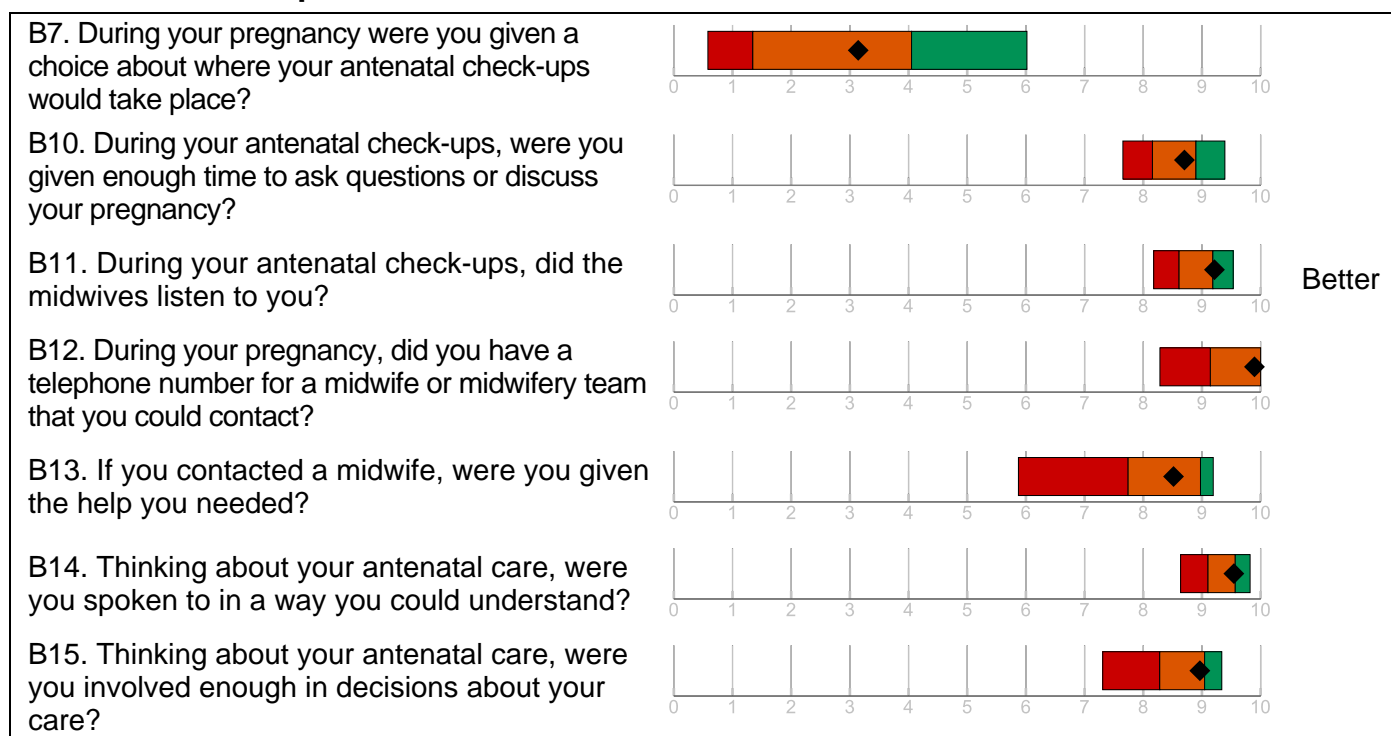 B7. During your pregnancy were you given a
choice about where your antenatal check-ups
would take place?
0 1 2 3 4 5 6 7 8 9 10
B10. During your antenatal check-ups, were you
given enough time to ask questions or discuss
your pregnancy?
0 1 2 3 4 5 6 7 8 9 10
B11. During your antenatal check-ups, did the
midwives listen to you?
0 1 2 3 4 5 6 7 8 9 10
Better
B12. During your pregnancy, did you have a
telephone number for a midwife or midwifery team
that you could contact?
0 1 2 3 4 5 6 7 8 9 10
B13. If you contacted a midwife, were you given
the help you needed?
0 1 2 3 4 5 6 7 8 9 10
B14. Thinking about your antenatal care, were
you spoken to in a way you could understand?
0 1 2 3 4 5 6 7 8 9 10
B15. Thinking about your antenatal care, were
you involved enough in decisions about your
care?
0 1 2 3 4 5 6 7 8 9 10